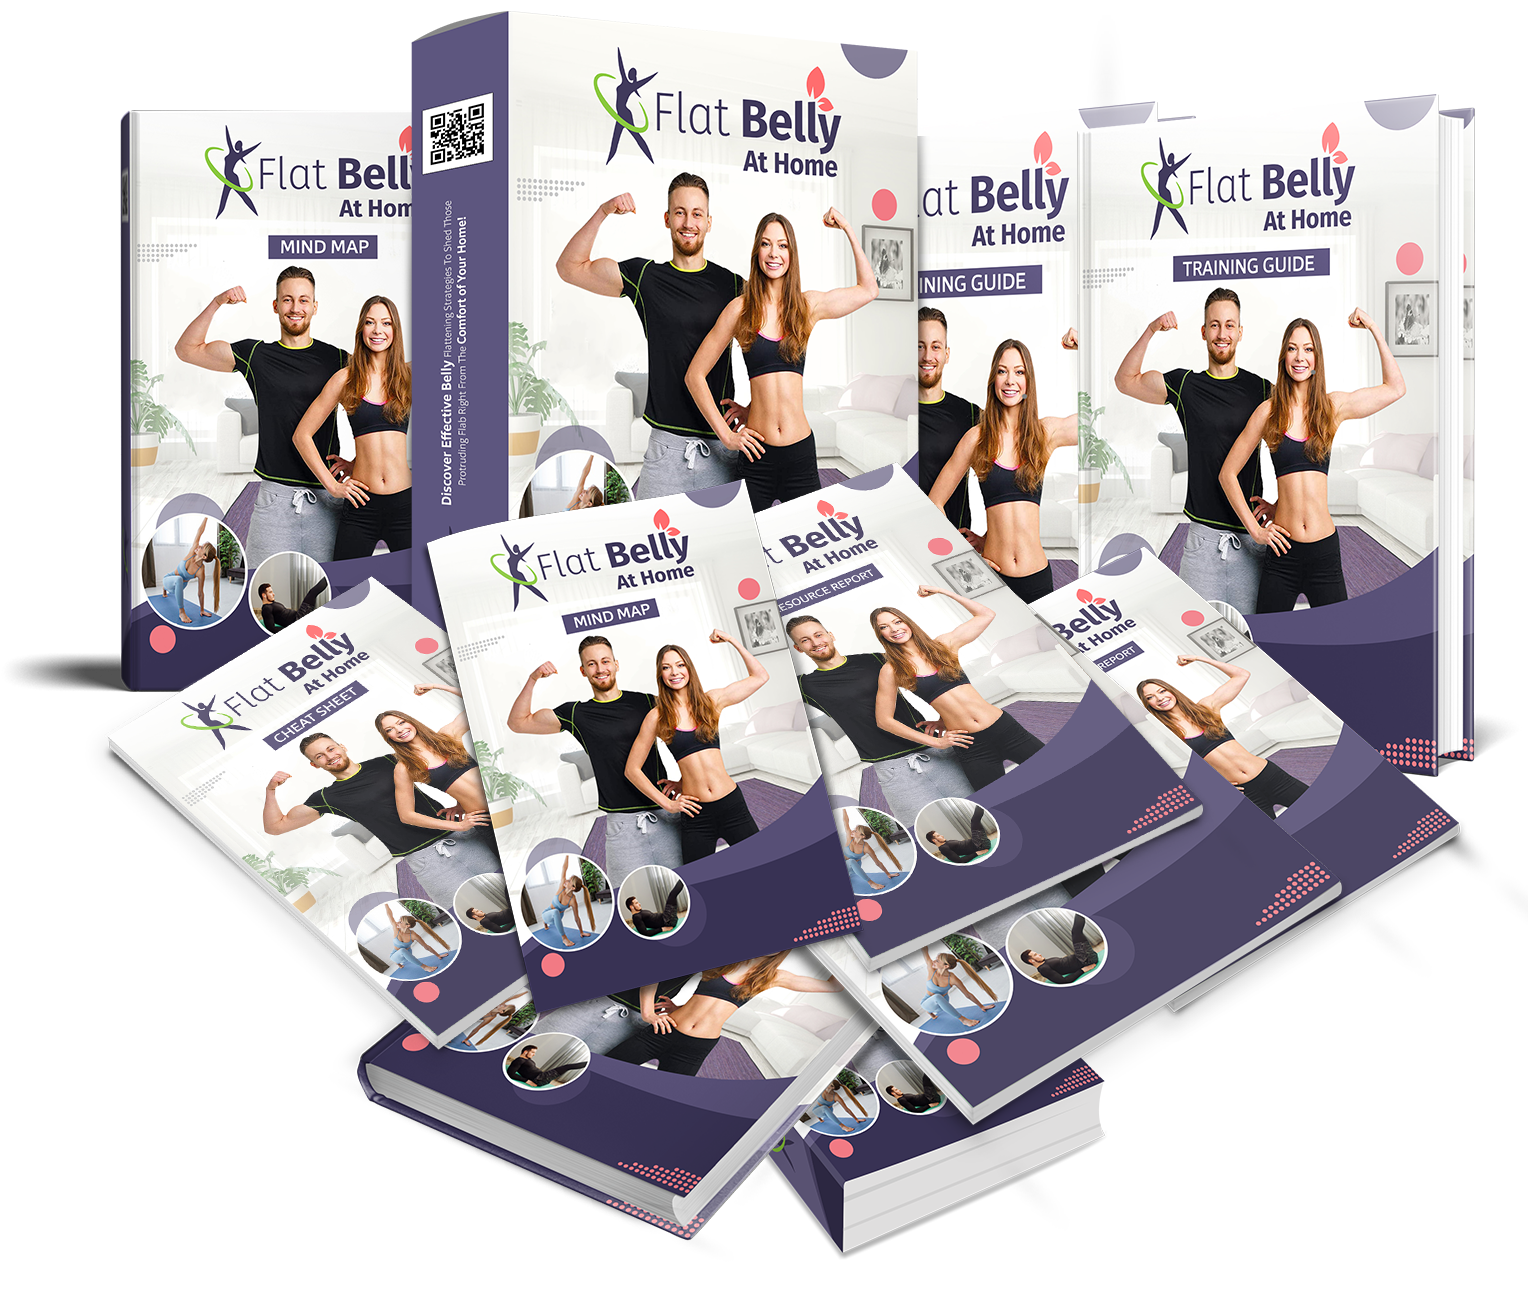 Flat Belly
At Home
MIND MAP
Discover Effective Belly Flattening Strategies To Shed Those
Protruding Flab Right From The Comfort of Your Home!
Flat Belly
At Home
at Belly
At Home
NING GUIDE
Flat Belly
At Home
TRAINING GUIDE
Flat Belly
At Home
CHEAT SHEET
Flat Belly
At Home
MIND MAP
t Belly
At Home
ESOURCE REPORT
Belly
At Home
REPORT